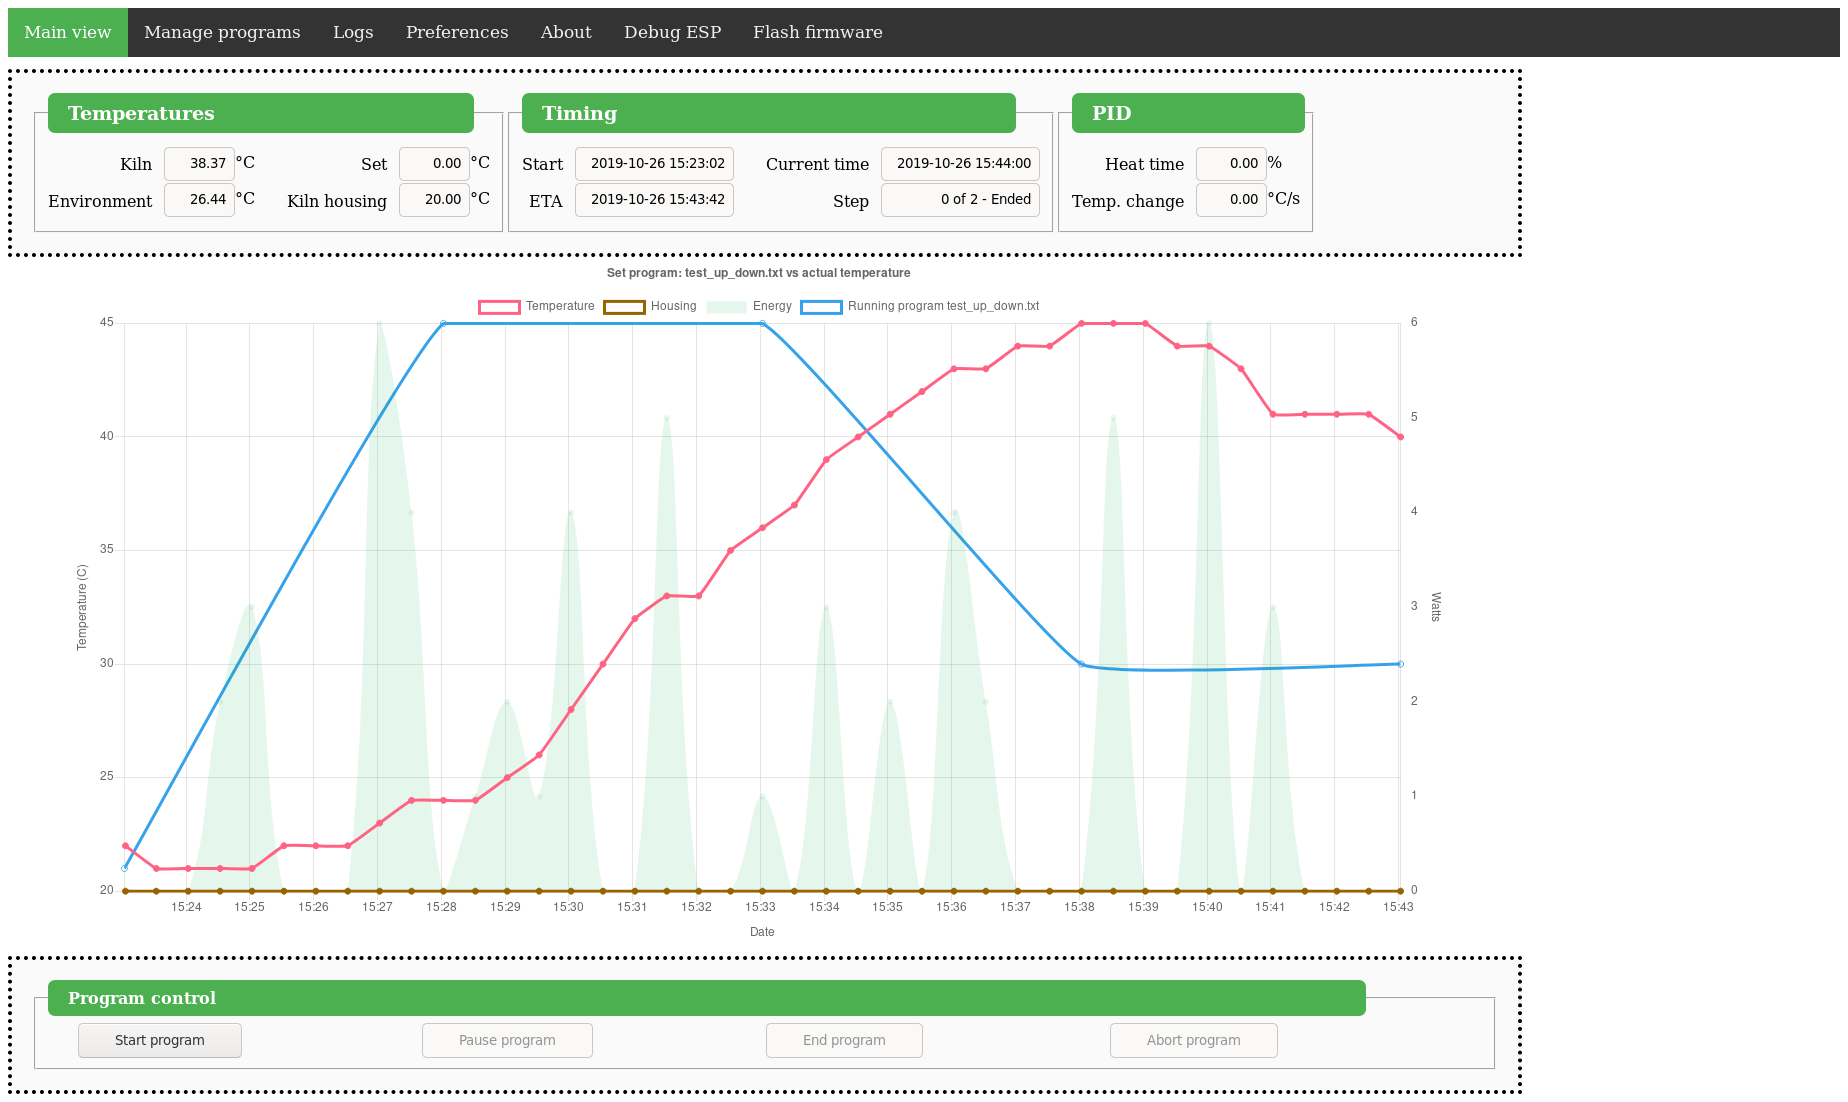 Main view Manage programs Logs Preferences About Debug ESP Flash firmware
Temperatures Timing PID
Kiln 38.37 °C Set 0.00 °C Start 2019-10-26 15:23:02 Current time 2019-10-26 15:44:00 Heat time 0.00 %
Environment 26.44 °C Kiln housing 20.00 °C ETA 2019-10-26 15:43:42 Step 0 of 2 - Ended Temp. change 0.00 °C/s
Set program: test_up_down.txt vs actual temperature
Temperature Housing Energy Running program test_up_down.txt
45 6
5
40
4
35
Temperature (C) Watts
3
30
2
25
1
20 0
15:24 15:25 15:26 15:27 15:28 15:29 15:30 15:31 15:32 15:33 15:34 15:35 15:36 15:37 15:38 15:39 15:40 15:41 15:42 15:43
Date
Program control
Start program Pause program End program Abort program